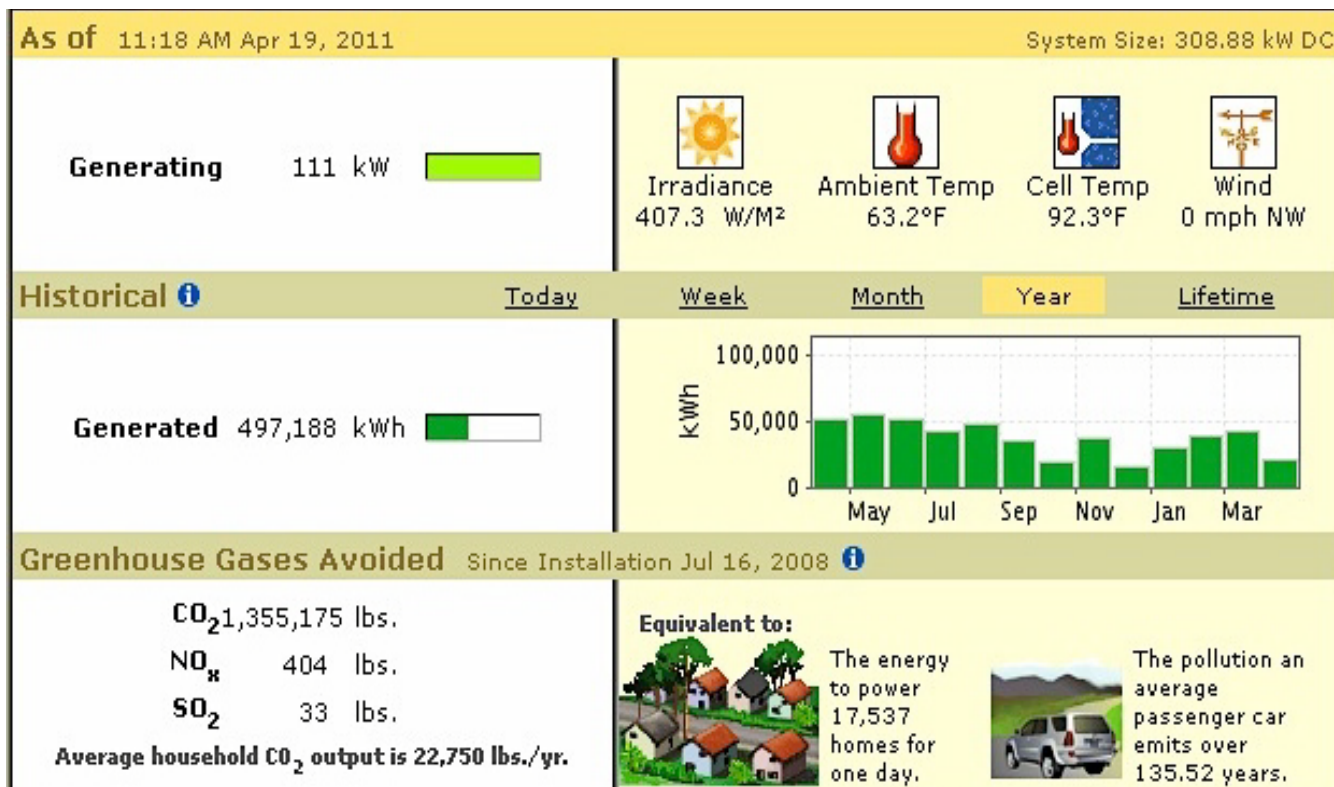 As of 11:18 AM Apr 19, 2011 System Size: 308.88 kW DC
Generating 111 kW
Irradiance Ambient Temp Cell Temp Wind
407.3 W/M² 63.2°F 92.3°F 0 mph NW
Historical Today Week Month Year Lifetime
Generated 497,188 kWh
kWh
100,000
50,000
0
May Jul Sep Nov Jan Mar
Greenhouse Gases Avoided Since Installation Jul 16, 2008
CO₂ 1,355,175 lbs.
NOₓ 404 lbs.
SO₂ 33 lbs.
Average household CO₂ output is 22,750 lbs./yr.
Equivalent to:
The energy
to power
17,537
homes for
one day.
The pollution an
average
passenger car
emits over
135.52 years.